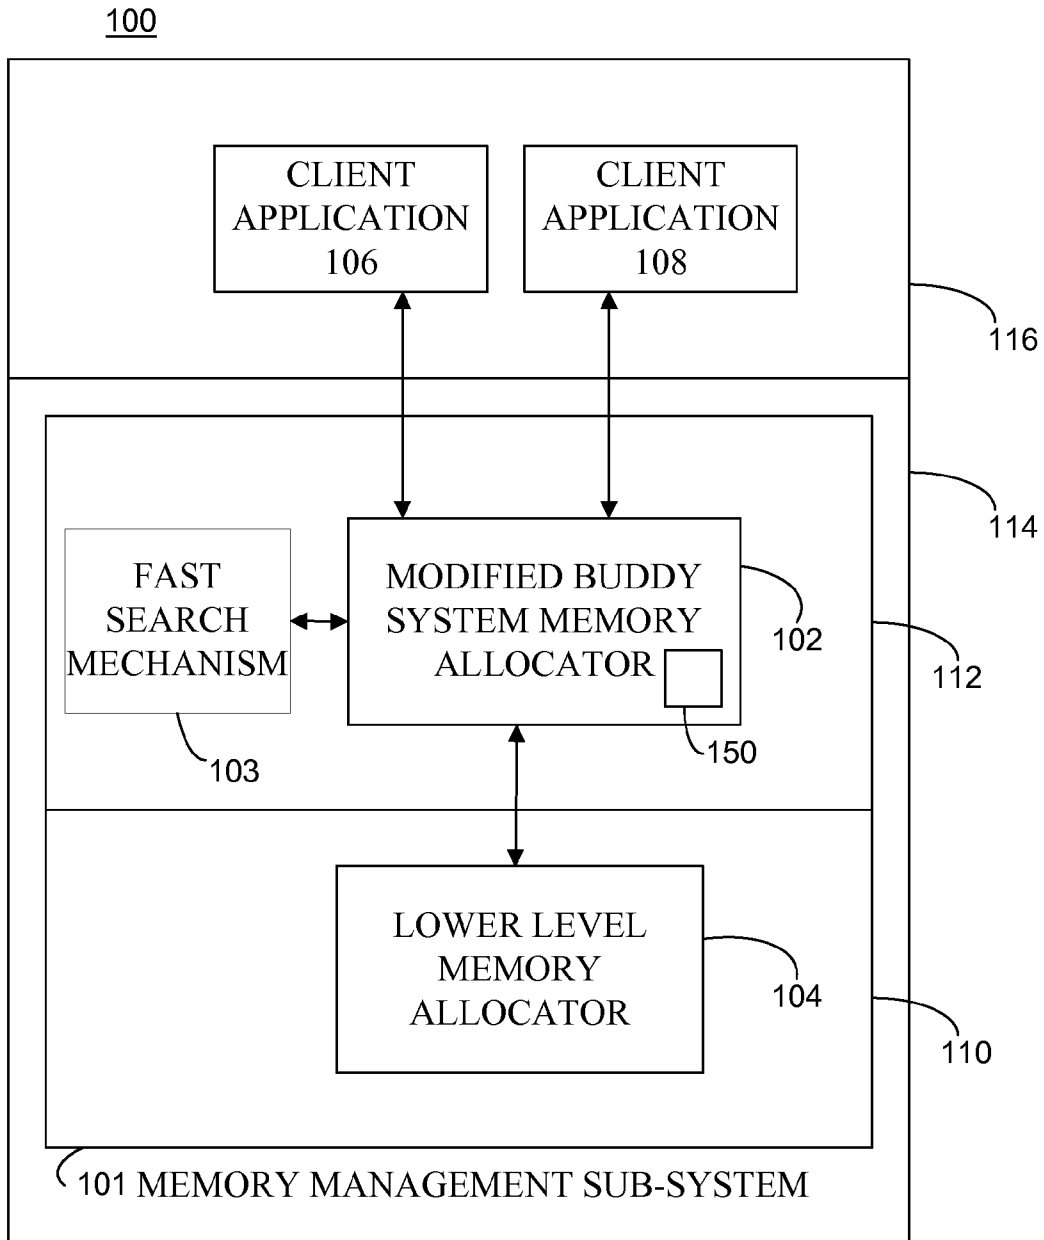 100
CLIENT
APPLICATION
106
CLIENT
APPLICATION
108
116
114
FAST
SEARCH
MECHANISM
103
MODIFIED BUDDY
SYSTEM MEMORY
ALLOCATOR
102
150
112
LOWER LEVEL
MEMORY
ALLOCATOR
104
110
101 MEMORY MANAGEMENT SUB-SYSTEM